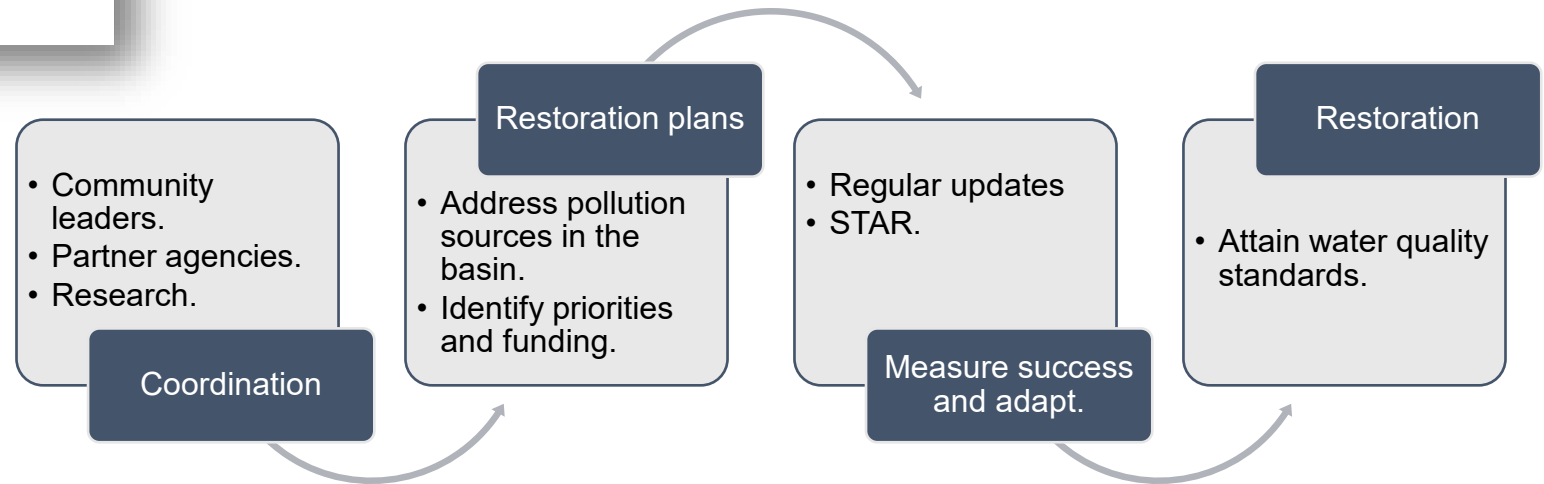 • Community
leaders.
• Partner agencies.
• Research.
Coordination
Restoration plans
• Address pollution
sources in the
basin.
• Identify priorities
and funding.
• Regular updates
• STAR.
Measure success
and adapt.
Restoration
• Attain water quality
standards.